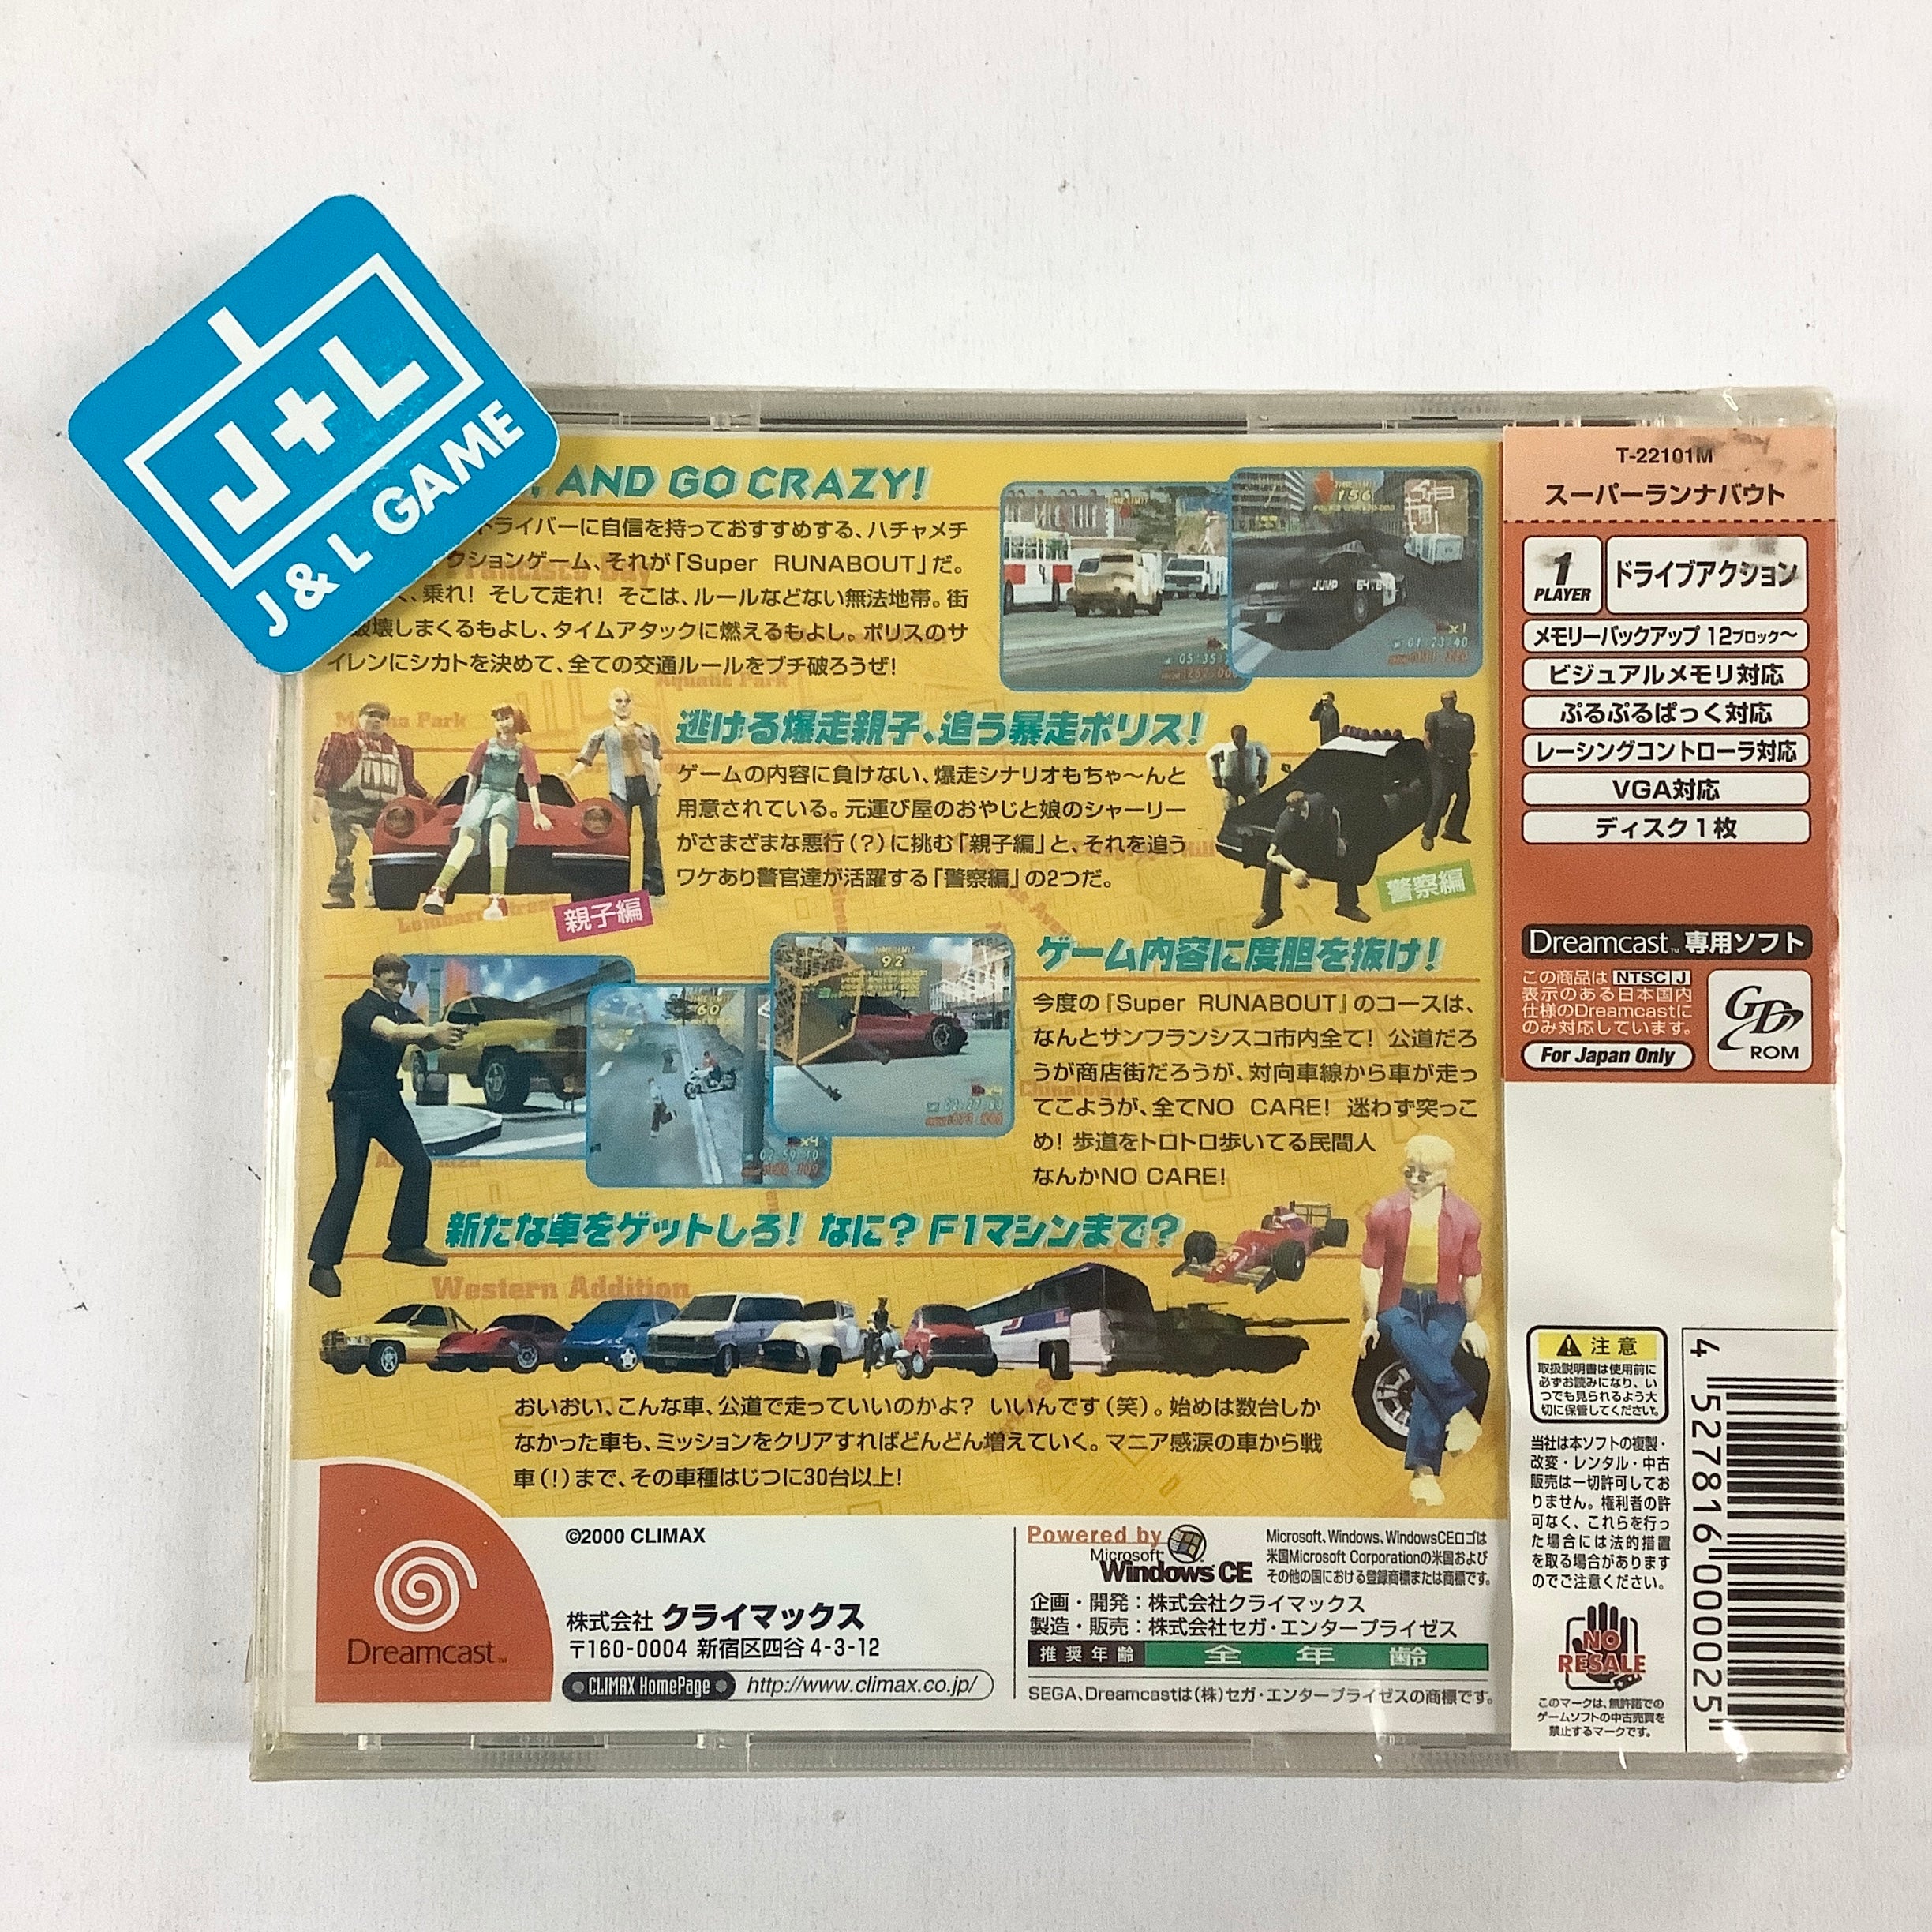 J+L
J & L GAME
, AND GO CRAZY!
ドライバーに自信を持っておすすめする、ハチャメチ
クションゲーム、それが「Super RUNABOUT」だ。
、乗れ! そして走れ! そこは、ルールなどない無法地帯。街
破壊しまくるもよし、タイムアタックに燃えるもよし。ポリスのサ
イレンにシカトを決めて、全ての交通ルールをブチ破ろうぜ!
TIME LIMIT
156
JUMP
逃げる爆走親子、追う暴走ポリス!
ゲームの内容に負けない、爆走シナリオもちゃ〜んと
用意されている。元運び屋のおやじと娘のシャーリー
がさまざまな悪行(?)に挑む「親子編」と、それを追う
ワケあり警官達が活躍する「警察編」の2つだ。
親子編
警察編
Aquatic Park
Lombard Street
60
92
ゲーム内容に度胆を抜け!
今度の『Super RUNABOUT』のコースは、
なんとサンフランシスコ市内全て! 公道だろ
うが商店街だろうが、対向車線から車が走っ
てこようが、全てNO CARE! 迷わず突っこ
め! 歩道をトロトロ歩いてる民間人
なんかNO CARE!
Chinatown
新たな車をゲットしろ! なに? F1マシンまで?
Western Addition
おいおい、こんな車、公道で走っていいのかよ? いいんです(笑)。始めは数台しか
なかった車も、ミッションをクリアすればどんどん増えていく。マニア感涙の車から戦
車(!)まで、その車種はじつに30台以上!
Dreamcast™
©2000 CLIMAX
株式会社 クライマックス
〒160-0004 新宿区四谷 4-3-12
CLIMAX HomePage
http://www.climax.co.jp/
Powered by
Microsoft
Windows CE
Microsoft、Windows、WindowsCEロゴは
米国Microsoft Corporationの米国および
その他の国における登録商標または商標です。
企画・開発:株式会社クライマックス
製造・販売:株式会社セガ・エンタープライゼス
推奨年齢 全年齢
SEGA、Dreamcastは(株)セガ・エンタープライゼスの商標です。
T-22101M
スーパーランナバウト
1 PLAYER
ドライブアクション
メモリーバックアップ 12ブロック〜
ビジュアルメモリ対応
ぷるぷるぱっく対応
レーシングコントローラ対応
VGA対応
ディスク1枚
Dreamcast™ 専用ソフト
この商品は NTSC J
表示のある日本国内
仕様のDreamcastに
のみ対応しています。
For Japan Only
GD
ROM
注意
取扱説明書は使用前に
必ずお読みになり、い
つでも見られるよう大
切に保管してください。
当社は本ソフトの複製・
改変・レンタル・中古
販売は一切許可してお
りません。権利者の許
可なく、これらを行っ
た場合には法的措置
を取る場合があります
のでご注意ください。
NO
RESALE
このマークは、無許諾での
ゲームソフトの中古売買を
禁止するマークです。
4 527816 000025